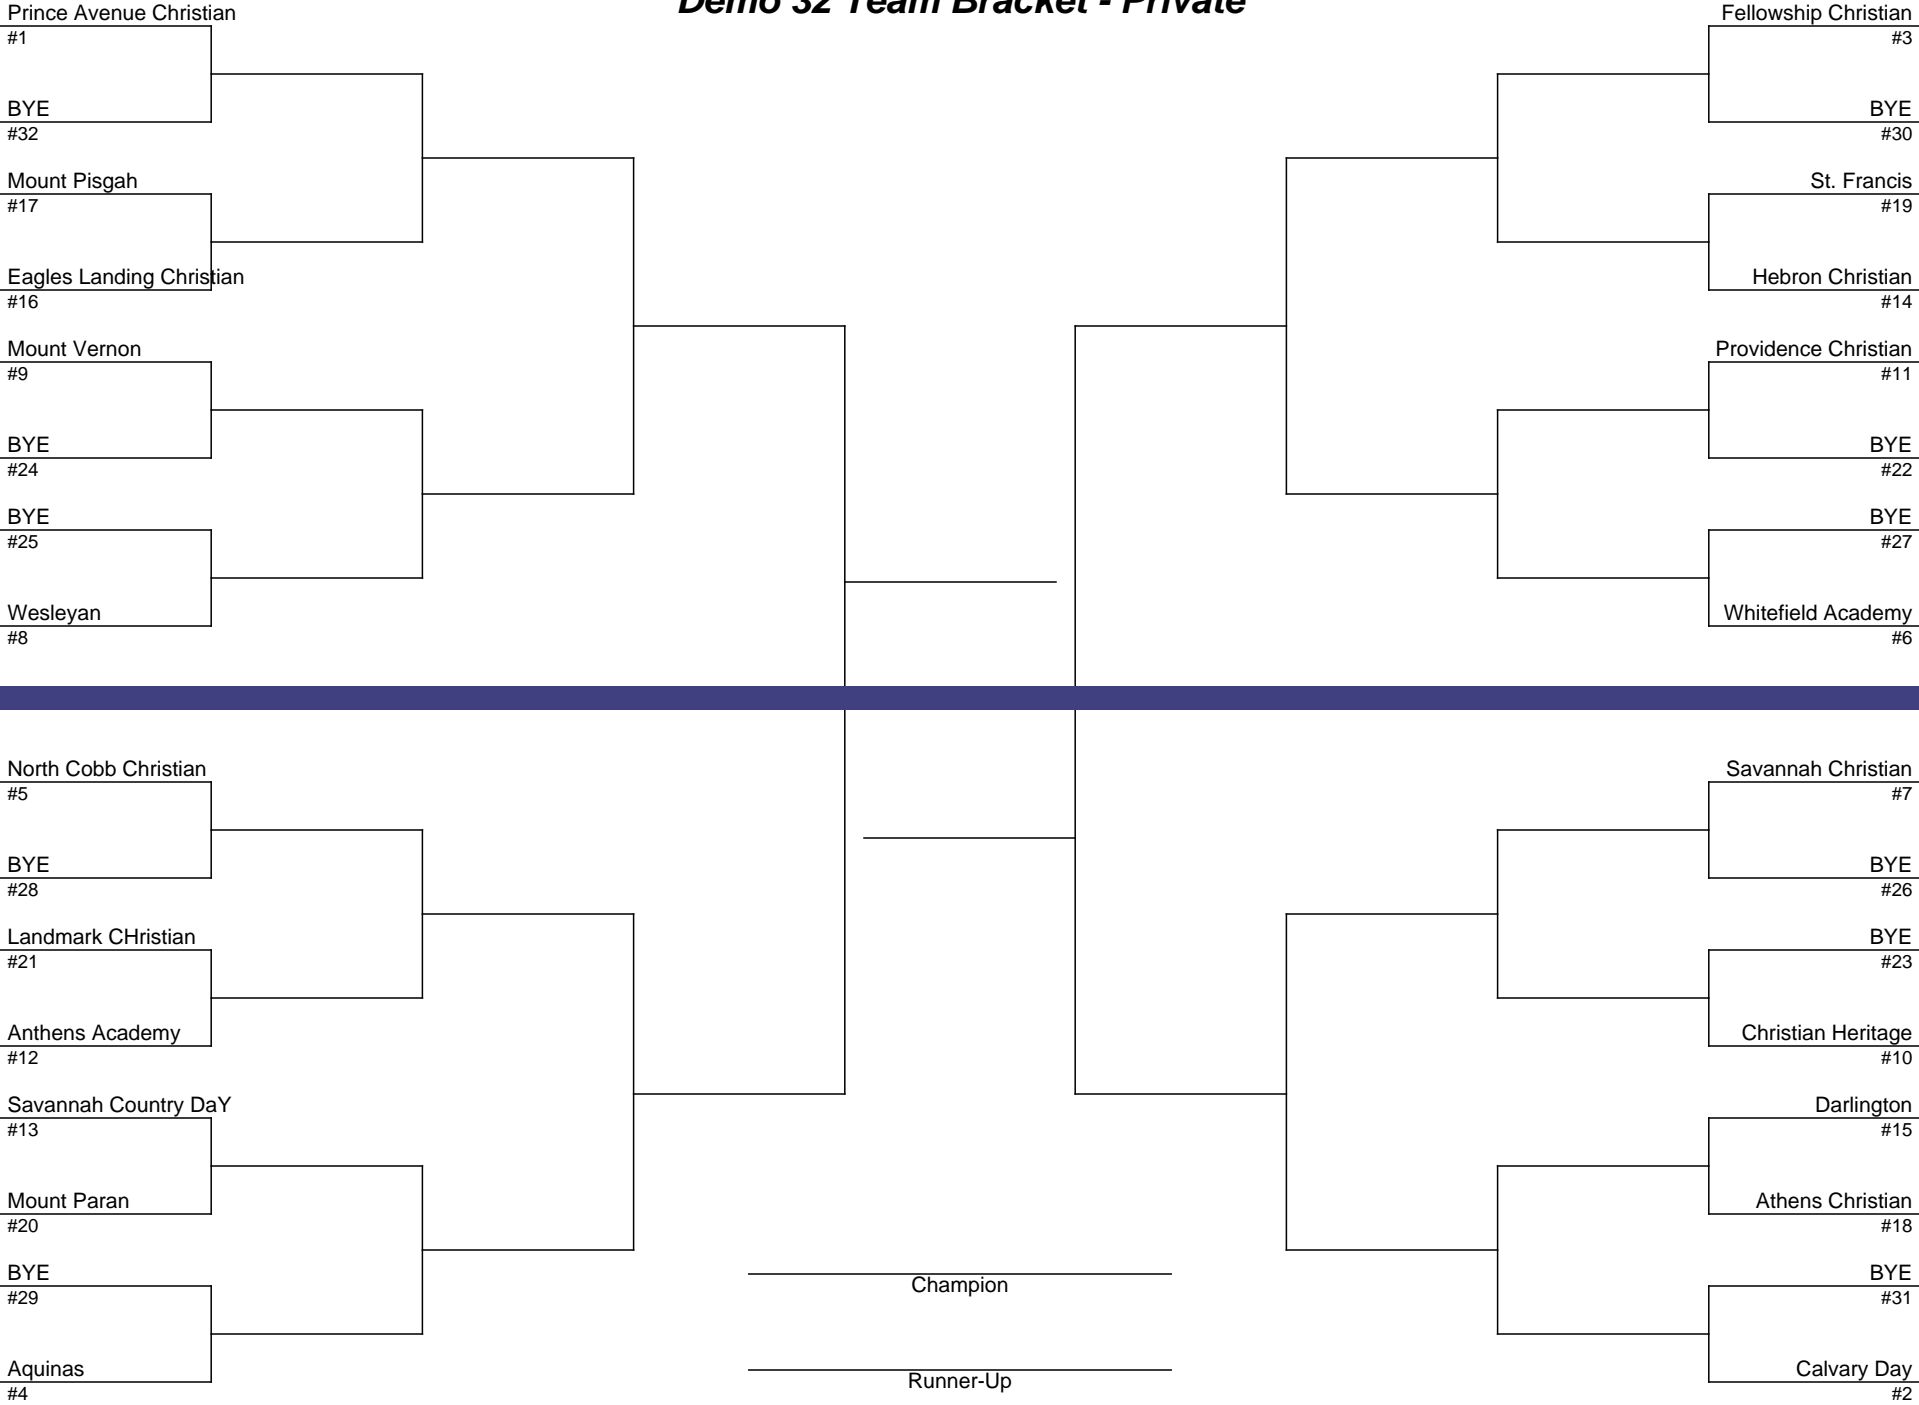 Demo 32 Team Bracket - Private
Prince Avenue Christian
#1
BYE
#32
Mount Pisgah
#17
Eagles Landing Christian
#16
Mount Vernon
#9
BYE
#24
BYE
#25
Wesleyan
#8
North Cobb Christian
#5
BYE
#28
Landmark CHristian
#21
Anthens Academy
#12
Savannah Country DaY
#13
Mount Paran
#20
BYE
#29
Aquinas
#4
Fellowship Christian
#3
BYE
#30
St. Francis
#19
Hebron Christian
#14
Providence Christian
#11
BYE
#22
BYE
#27
Whitefield Academy
#6
Savannah Christian
#7
BYE
#26
BYE
#23
Christian Heritage
#10
Darlington
#15
Athens Christian
#18
BYE
#31
Calvary Day
#2
Champion
Runner-Up